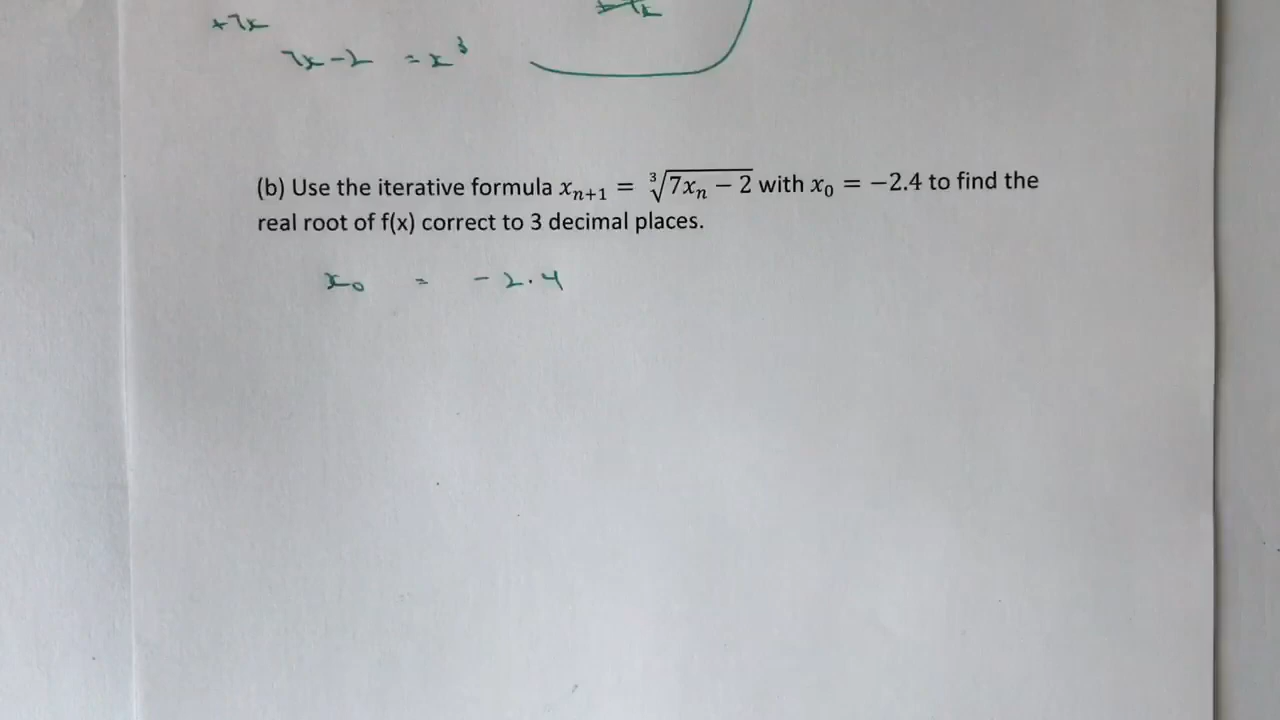 +7x
7x-2 = x³
(b) Use the iterative formula xₙ₊₁ = ³√(7xₙ − 2) with x₀ = −2.4 to find the
real root of f(x) correct to 3 decimal places.
x₀ = -2.4